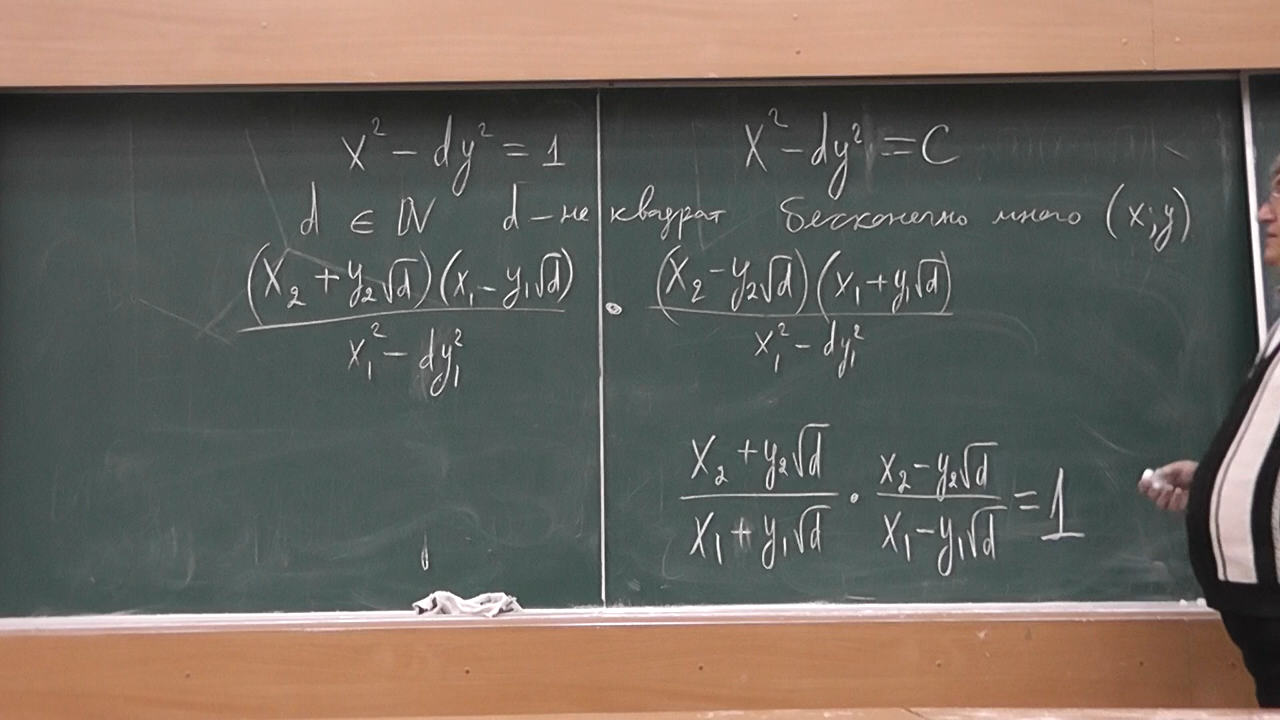 x² − dy² = 1
x² − dy² = C
d ∈ ℕ d – не квадрат бесконечно много (x; y)
(x₂ + y₂√d)(x₁ − y₁√d) / x₁² − dy₁² · (x₂ − y₂√d)(x₁ + y₁√d) / x₁² − dy₁²
x₂ + y₂√d / x₁ + y₁√d · x₂ − y₂√d / x₁ − y₁√d = 1